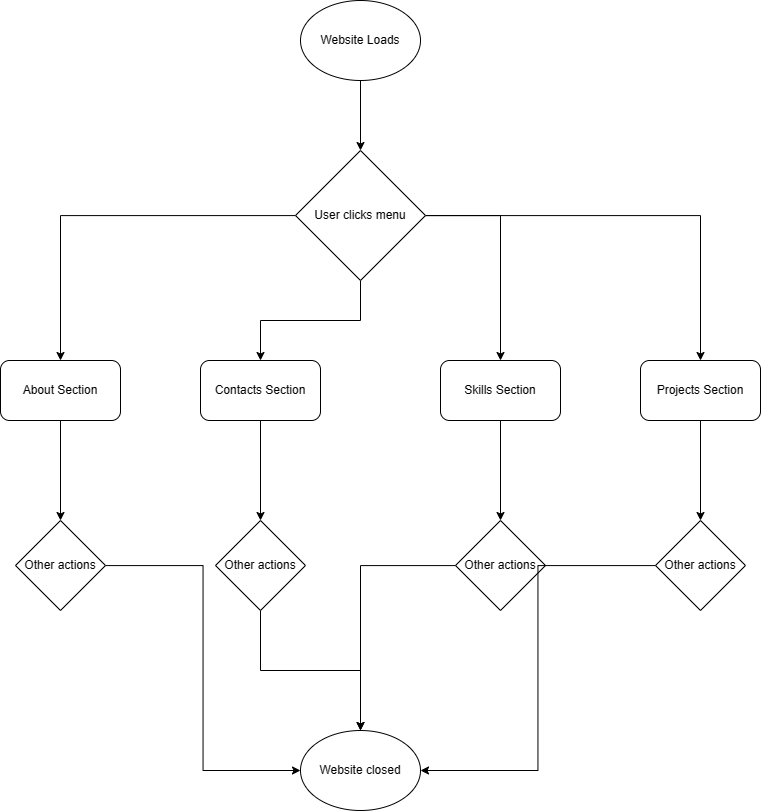 Website Loads
User clicks menu
About Section
Contacts Section
Skills Section
Projects Section
Other actions
Other actions
Other actions
Other actions
Website closed